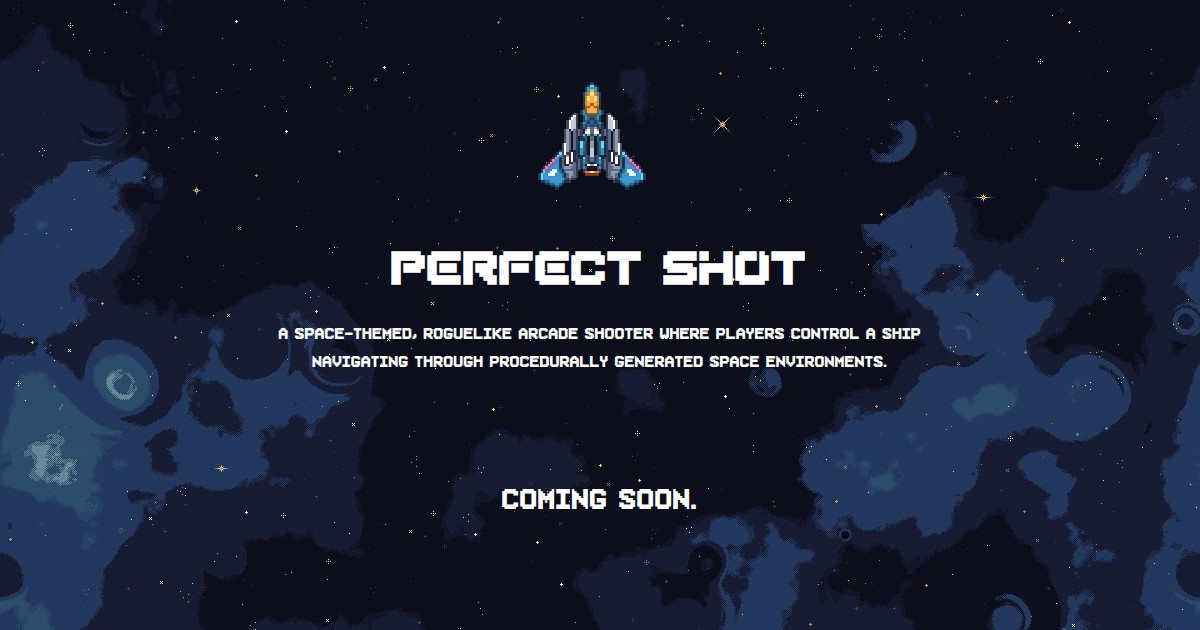 PERFECT SHOT
A SPACE-THEMED, ROGUELIKE ARCADE SHOOTER WHERE PLAYERS CONTROL A SHIP
NAVIGATING THROUGH PROCEDURALLY GENERATED SPACE ENVIRONMENTS.
COMING SOON.